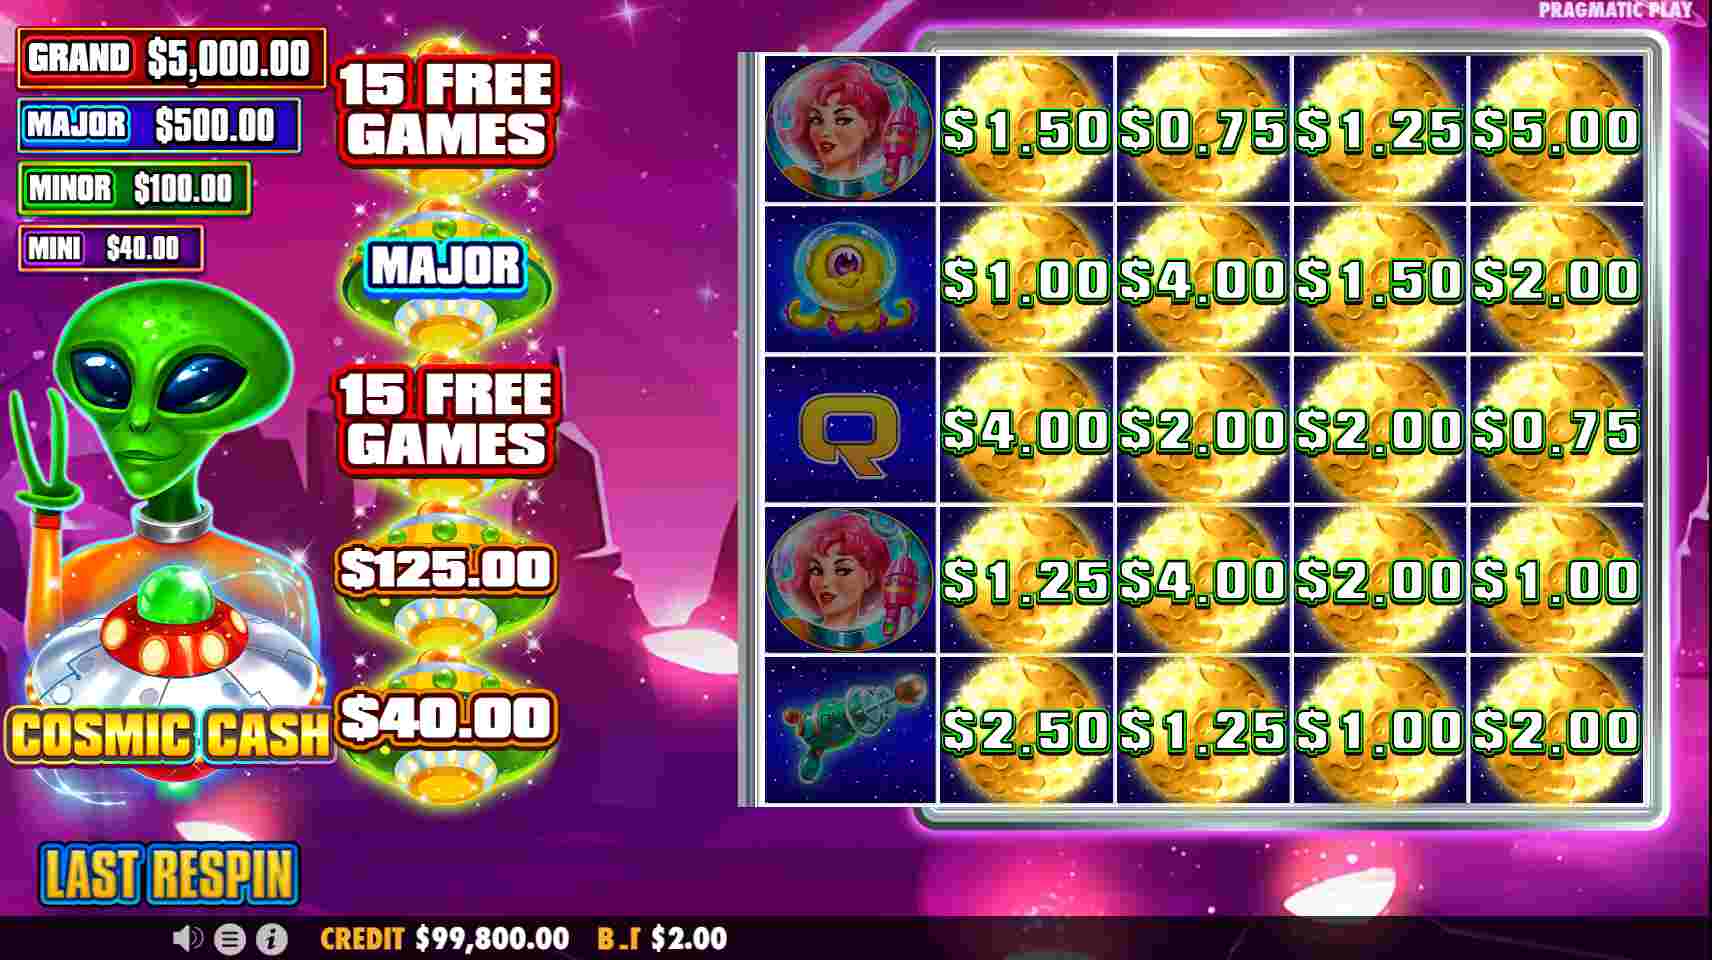 PRAGMATIC PLAY
GRAND $5,000.00
MAJOR $500.00
MINOR $100.00
MINI $40.00
15 FREE
GAMES
MAJOR
15 FREE
GAMES
$125.00
$40.00
COSMIC CASH
LAST RESPIN
$1.50 $0.75 $1.25 $5.00
$1.00 $4.00 $1.50 $2.00
Q $4.00 $2.00 $2.00 $0.75
$1.25 $4.00 $2.00 $1.00
$2.50 $1.25 $1.00 $2.00
CREDIT $99,800.00 $2.00